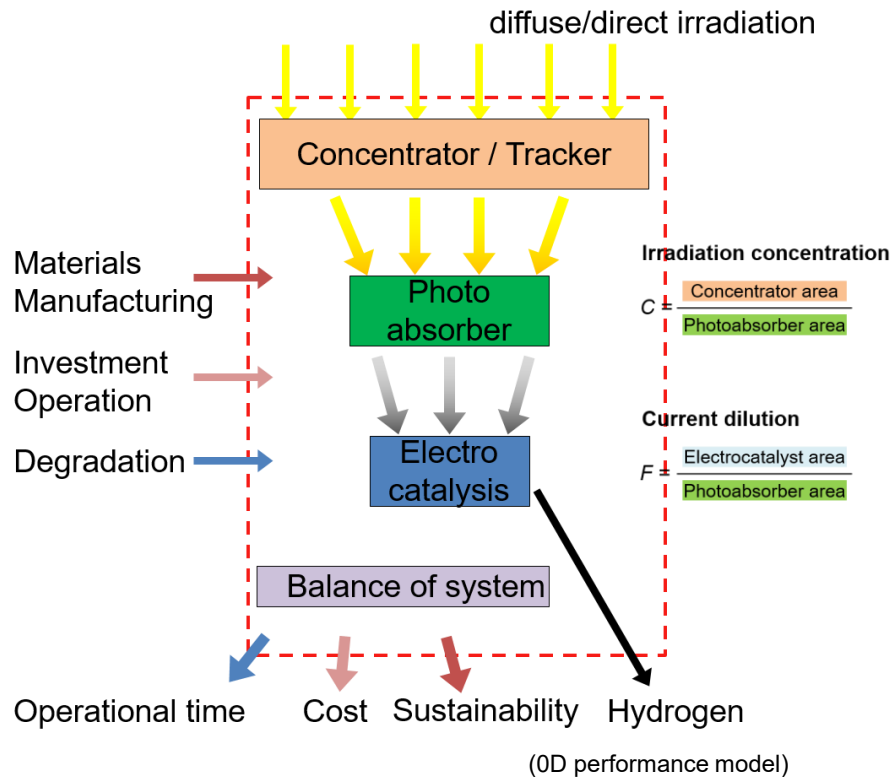 diffuse/direct irradiation
Concentrator / Tracker
Materials
Manufacturing
Photo
absorber
Irradiation concentration
C = Concentrator area
Photoabsorber area
Investment
Operation
Degradation
Electro
catalysis
Current dilution
F = Electrocatalyst area
Photoabsorber area
Balance of system
Operational time
Cost
Sustainability
Hydrogen
(0D performance model)